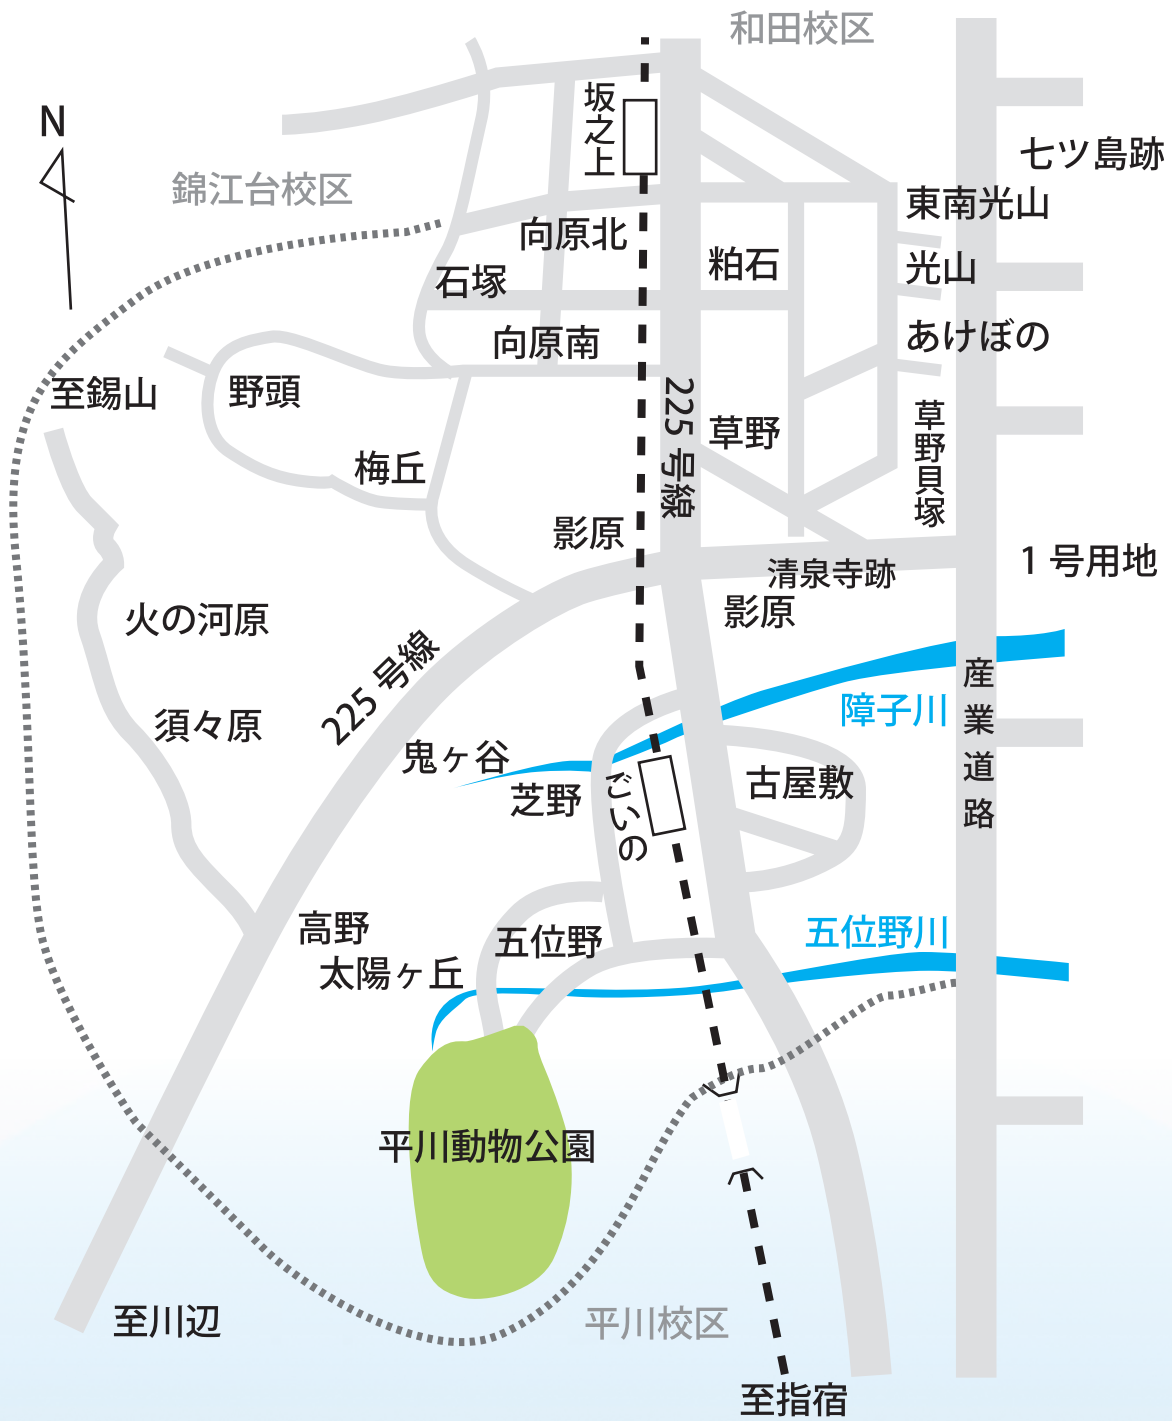 和田校区
N
坂之上
七ツ島跡
錦江台校区
東南光山
向原北
粕石
光山
石塚
向原南
あけぼの
至錫山
野頭
225号線
草野
草野貝塚
梅丘
影原
清泉寺跡
1号用地
影原
火の河原
225号線
須々原
産業道路
障子川
鬼ヶ谷
芝野
ごいの
古屋敷
高野
五位野
五位野川
太陽ヶ丘
平川動物公園
至川辺
平川校区
至指宿